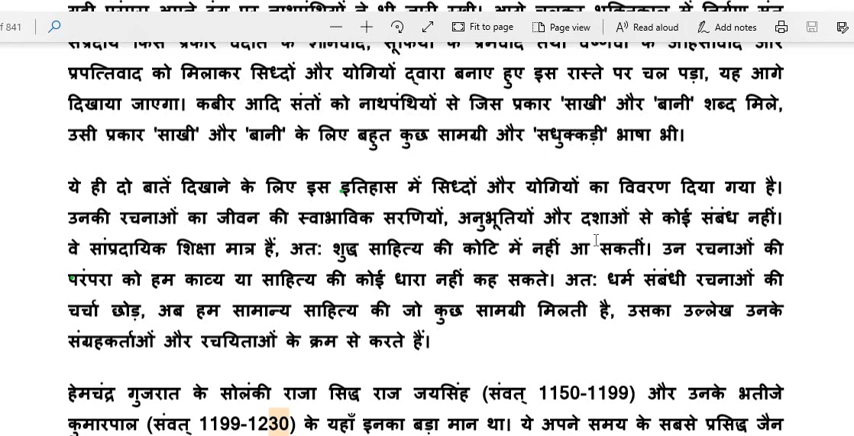 f 841
Fit to page
Page view
Read aloud
Add notes
प्रपत्तिवाद को मिलाकर सिध्दों और योगियों द्वारा बनाए हुए इस रास्ते पर चल पड़ा, यह आगे
दिखाया जाएगा। कबीर आदि संतों को नाथपंथियों से जिस प्रकार 'साखी' और 'बानी' शब्द मिले,
उसी प्रकार 'साखी' और 'बानी' के लिए बहुत कुछ सामग्री और 'सधुक्कड़ी' भाषा भी।
ये ही दो बातें दिखाने के लिए इस इतिहास में सिध्दों और योगियों का विवरण दिया गया है।
उनकी रचनाओं का जीवन की स्वाभाविक सरणियों, अनुभूतियों और दशाओं से कोई संबंध नहीं।
वे सांप्रदायिक शिक्षा मात्र हैं, अत: शुद्ध साहित्य की कोटि में नहीं आ सकतीं। उन रचनाओं की
परंपरा को हम काव्य या साहित्य की कोई धारा नहीं कह सकते। अत: धर्म संबंधी रचनाओं की
चर्चा छोड़, अब हम सामान्य साहित्य की जो कुछ सामग्री मिलती है, उसका उल्लेख उनके
संग्रहकर्ताओं और रचयिताओं के क्रम से करते हैं।
हेमचंद्र गुजरात के सोलंकी राजा सिद्ध राज जयसिंह (संवत् 1150-1199) और उनके भतीजे
कुमारपाल (संवत् 1199-1230) के यहाँ इनका बड़ा मान था। ये अपने समय के सबसे प्रसिद्ध जैन